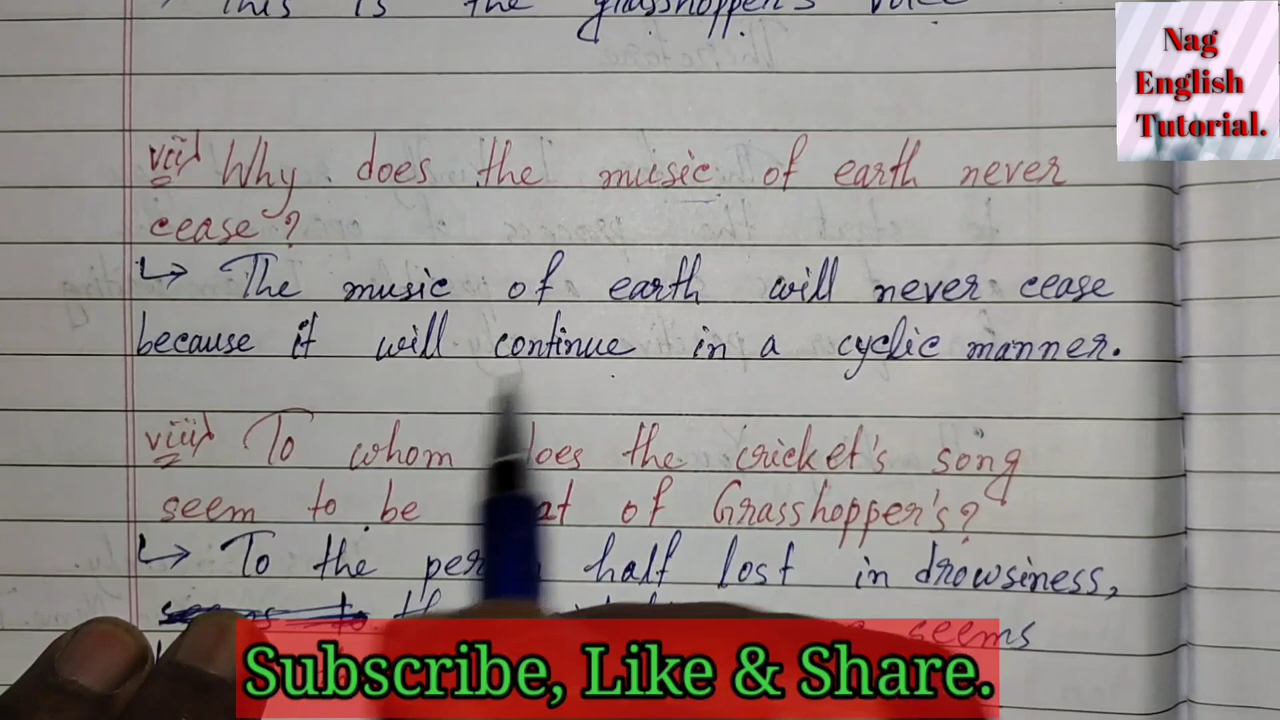 This is the grasshopper's voice
Nag
English
Tutorial.
vii) Why does the music of earth never
cease?
↳ The music of earth will never cease
because it will continue in a cyclic manner.
viii) To whom does the cricket's song
seem to be at of Grasshopper's?
↳ To the half lost in drowsiness,
seems
Subscribe, Like & Share.